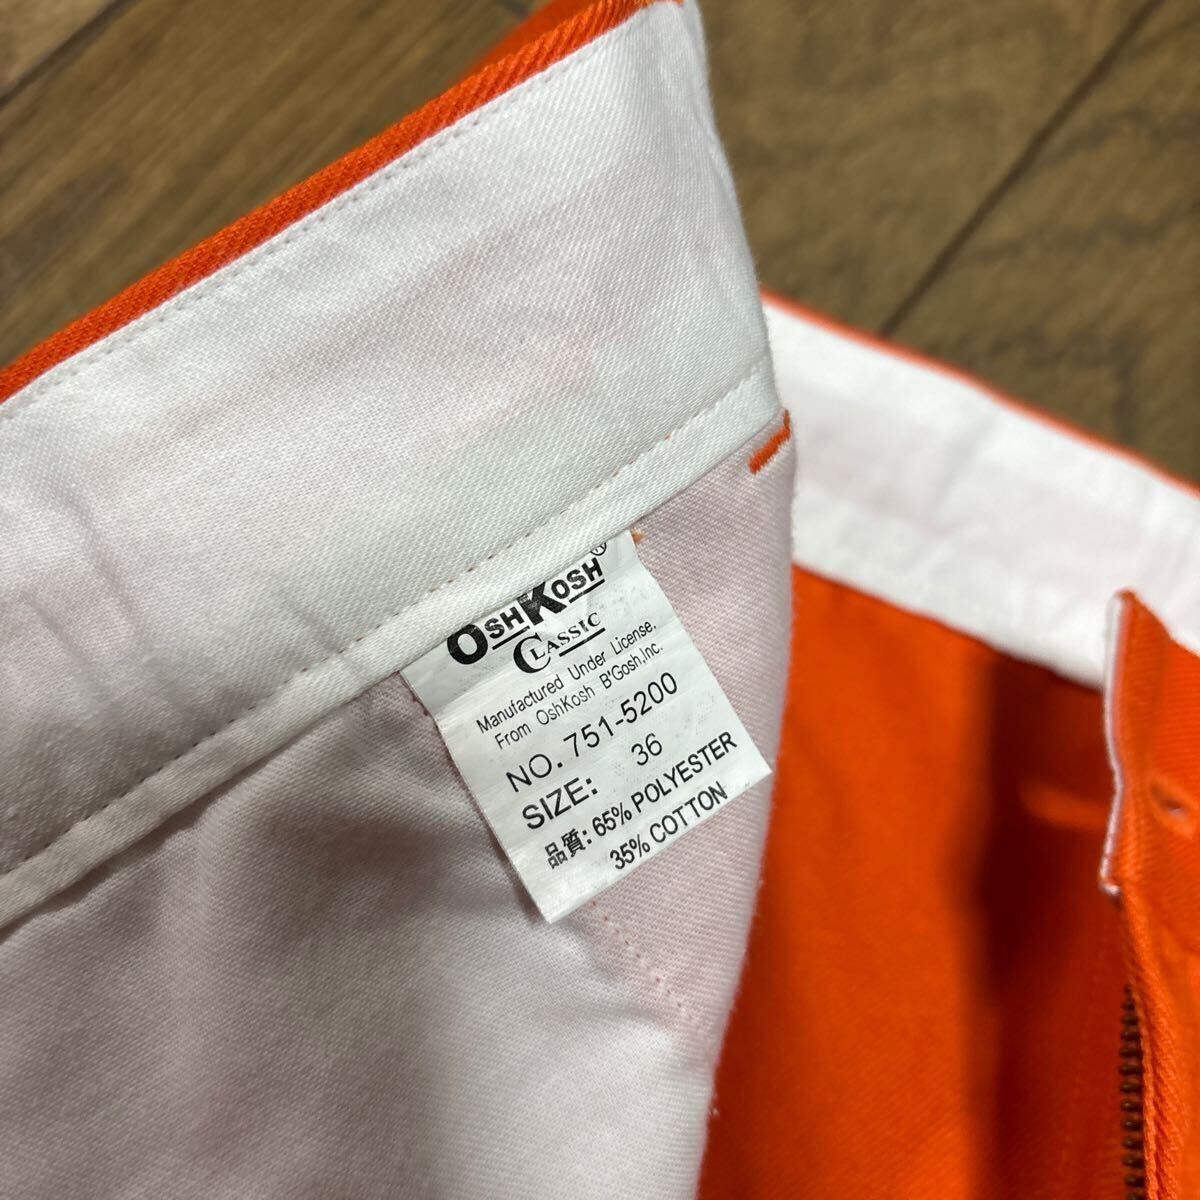 OSHKOSH®
CLASSIC
Manufactured Under License.
From OshKosh B'Gosh,Inc.
NO. 751-5200
SIZE: 36
品質: 65% POLYESTER
35% COTTON